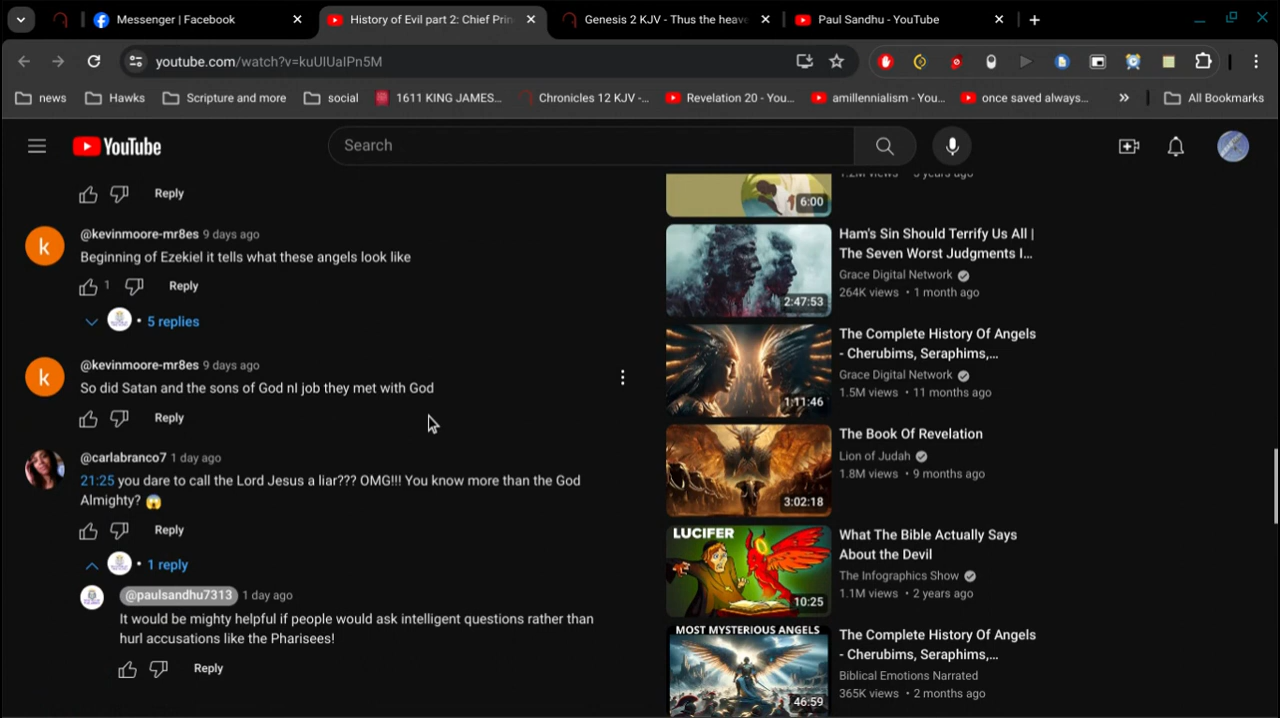 Messenger | Facebook
History of Evil part 2: Chief Prin
Genesis 2 KJV - Thus the heave
Paul Sandhu - YouTube
youtube.com/watch?v=kuUlUalPn5M
news
Hawks
Scripture and more
social
1611 KING JAMES...
Chronicles 12 KJV -...
Revelation 20 - You...
amillennialism - You...
once saved always...
All Bookmarks
YouTube
Search
Reply
@kevinmoore-mr8es 9 days ago
Beginning of Ezekiel it tells what these angels look like
1
Reply
5 replies
@kevinmoore-mr8es 9 days ago
So did Satan and the sons of God nI job they met with God
Reply
@carlabranco7 1 day ago
21:25 you dare to call the Lord Jesus a liar??? OMG!!! You know more than the God
Almighty? 😱
Reply
1 reply
@paulsandhu7313 1 day ago
It would be mighty helpful if people would ask intelligent questions rather than
hurl accusations like the Pharisees!
Reply
6:00
1.2M views • 3 years ago
2:47:53
Ham's Sin Should Terrify Us All |
The Seven Worst Judgments I...
Grace Digital Network
264K views • 1 month ago
1:11:46
The Complete History Of Angels
- Cherubims, Seraphims,...
Grace Digital Network
1.5M views • 11 months ago
3:02:18
The Book Of Revelation
Lion of Judah
1.8M views • 9 months ago
LUCIFER
10:25
What The Bible Actually Says
About the Devil
The Infographics Show
1.1M views • 2 years ago
MOST MYSTERIOUS ANGELS
46:59
The Complete History Of Angels
- Cherubims, Seraphims,...
Biblical Emotions Narrated
365K views • 2 months ago